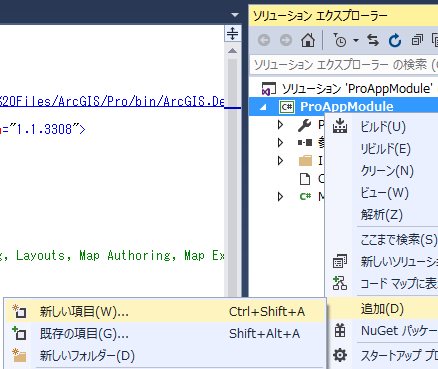 ソリューション エクスプローラー
ソリューション エクスプローラー の検索 (C
ソリューション 'ProAppModule'
%20Files/ArcGIS/Pro/bin/ArcGIS.De
ProAppModule
="1.1.3308">
P
ビルド(U)
リビルド(E)
I
クリーン(N)
C
ビュー(W)
M
解析(Z)
ここまで検索(S)
g, Layouts, Map Authoring, Map Ex
新しいソリューション
コード マップに表
追加(D)
新しい項目(W)... Ctrl+Shift+A
NuGet パッケー
既存の項目(G)... Shift+Alt+A
新しいフォルダー(D)
スタートアップ プロ